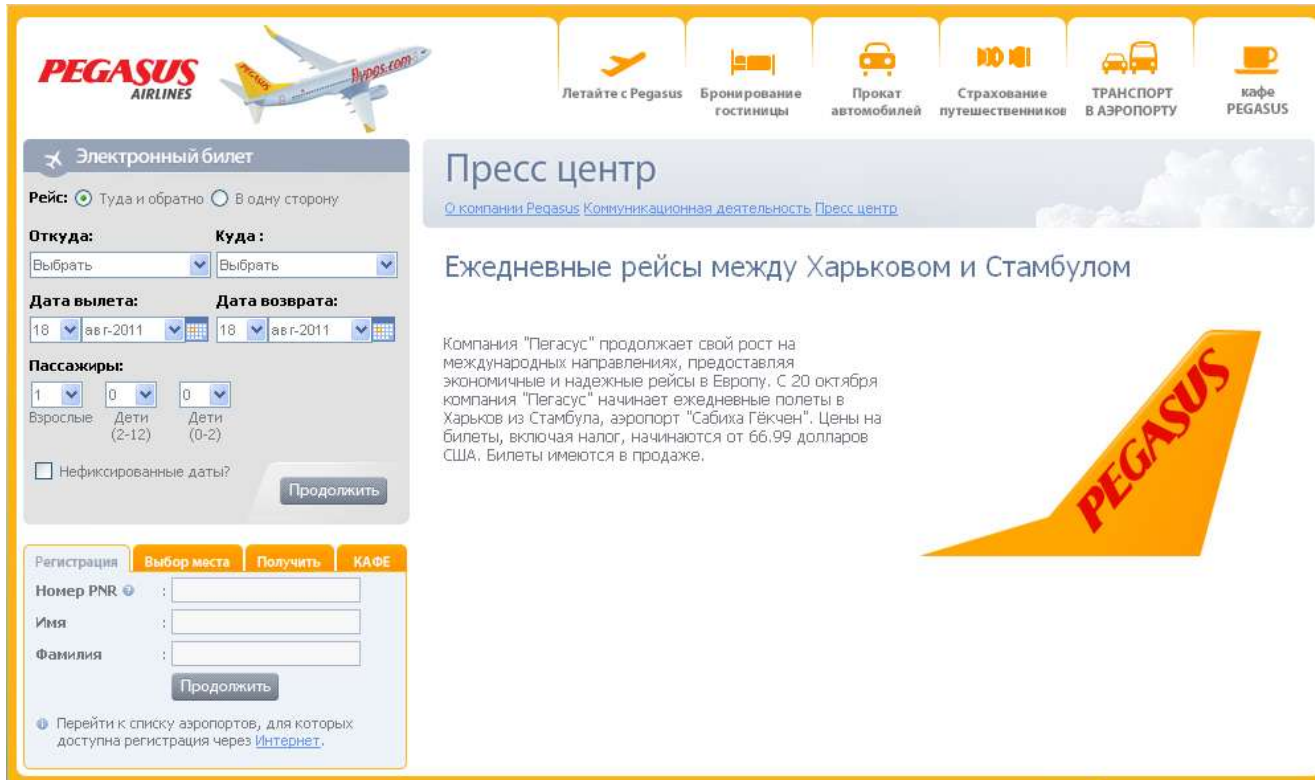 PEGASUS
AIRLINES
PEGASUS
flypgs.com
Летайте с Pegasus
Бронирование
гостиницы
Прокат
автомобилей
Страхование
путешественников
ТРАНСПОРТ
В АЭРОПОРТУ
кафе
PEGASUS
Электронный билет
Рейс: Туда и обратно В одну сторону
Откуда: Куда :
Выбрать Выбрать
Дата вылета: Дата возврата:
18 авг-2011 18 авг-2011
Пассажиры:
1 0 0
Взрослые Дети Дети
(2-12) (0-2)
Нефиксированные даты?
Продолжить
Регистрация Выбор места Получить КАФЕ
Номер PNR :
Имя :
Фамилия :
Продолжить
Перейти к списку аэропортов, для которых
доступна регистрация через Интернет.
Пресс центр
О компании Pegasus Коммуникационная деятельность Пресс центр
Ежедневные рейсы между Харьковом и Стамбулом
Компания "Пегасус" продолжает свой рост на
международных направлениях, предоставляя
экономичные и надежные рейсы в Европу. С 20 октября
компания "Пегасус" начинает ежедневные полеты в
Харьков из Стамбула, аэропорт "Сабиха Гёкчен". Цены на
билеты, включая налог, начинаются от 66.99 долларов
США. Билеты имеются в продаже.
PEGASUS